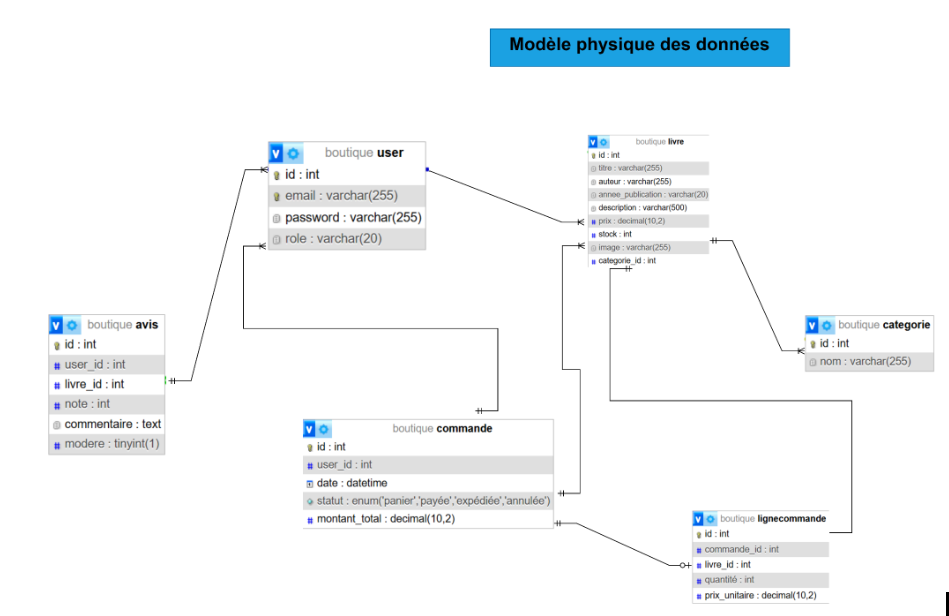 Modèle physique des données
boutique user
id : int
email : varchar(255)
password : varchar(255)
role : varchar(20)
boutique livre
id : int
titre : varchar(255)
auteur : varchar(255)
annee_publication : varchar(20)
description : varchar(500)
prix : decimal(10,2)
stock : int
image : varchar(255)
categorie_id : int
boutique avis
id : int
user_id : int
livre_id : int
note : int
commentaire : text
modere : tinyint(1)
boutique categorie
id : int
nom : varchar(255)
boutique commande
id : int
user_id : int
date : datetime
statut : enum('panier','payée','expédiée','annulée')
montant_total : decimal(10,2)
boutique lignecommande
id : int
commande_id : int
livre_id : int
quantité : int
prix_unitaire : decimal(10,2)